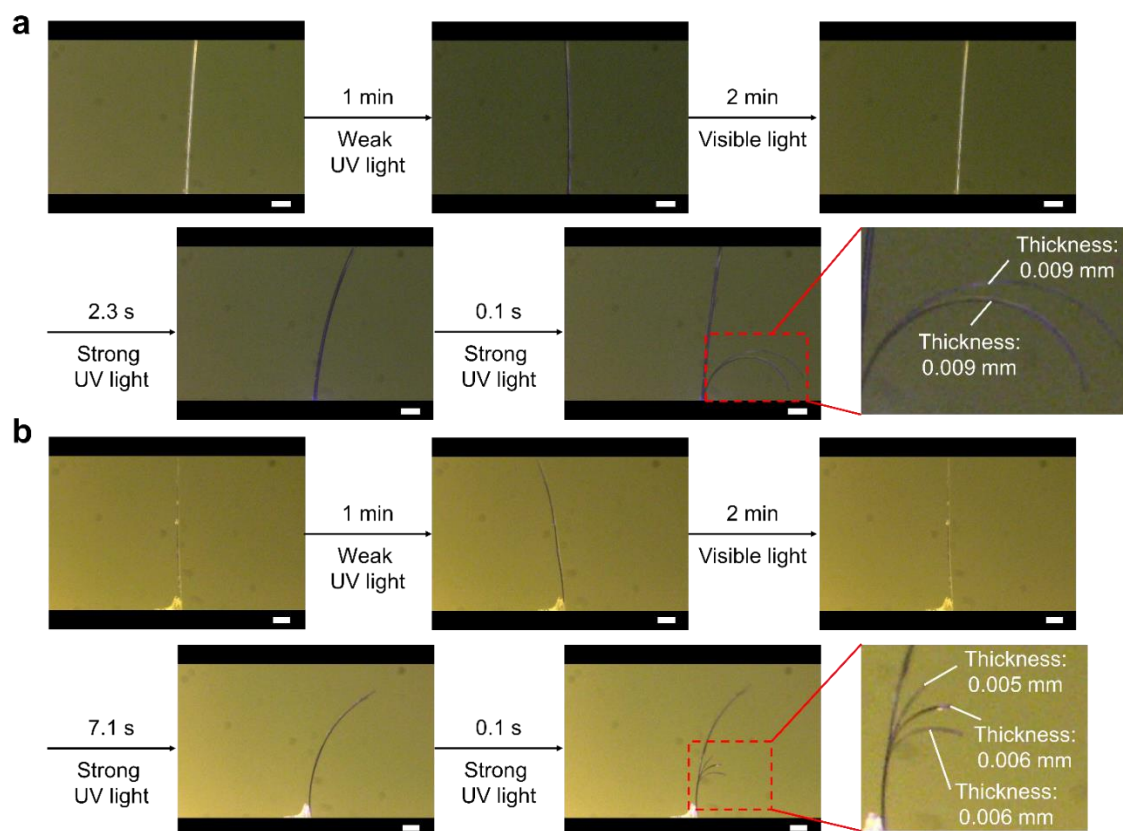 a
1 min
Weak
UV light
2 min
Visible light
2.3 s
Strong
UV light
0.1 s
Strong
UV light
Thickness:
0.009 mm
Thickness:
0.009 mm
b
1 min
Weak
UV light
2 min
Visible light
7.1 s
Strong
UV light
0.1 s
Strong
UV light
Thickness:
0.005 mm
Thickness:
0.006 mm
Thickness:
0.006 mm